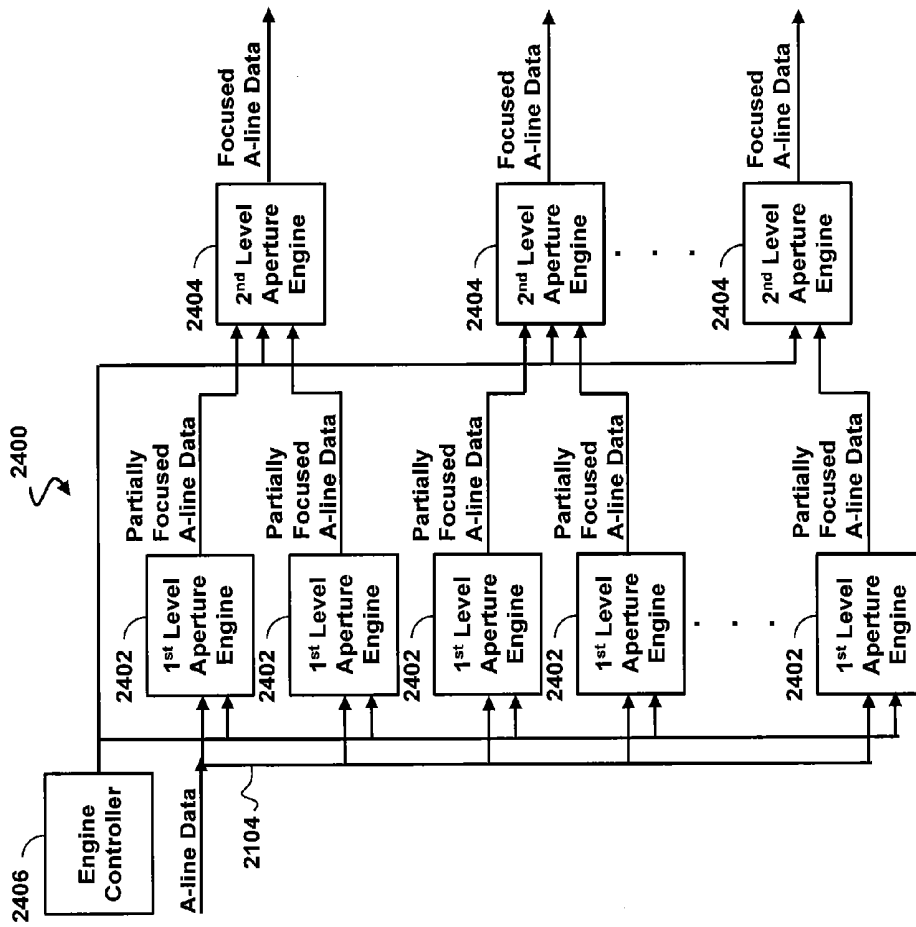 2400
2406
Engine
Controller
A-line Data
2104
2402
1st Level
Aperture
Engine
Partially
Focused
A-line Data
2402
1st Level
Aperture
Engine
Partially
Focused
A-line Data
2402
1st Level
Aperture
Engine
Partially
Focused
A-line Data
2402
1st Level
Aperture
Engine
Partially
Focused
A-line Data
. . .
2402
1st Level
Aperture
Engine
Partially
Focused
A-line Data
2404
2nd Level
Aperture
Engine
Focused
A-line Data
2404
2nd Level
Aperture
Engine
Focused
A-line Data
. . .
2404
2nd Level
Aperture
Engine
Focused
A-line Data